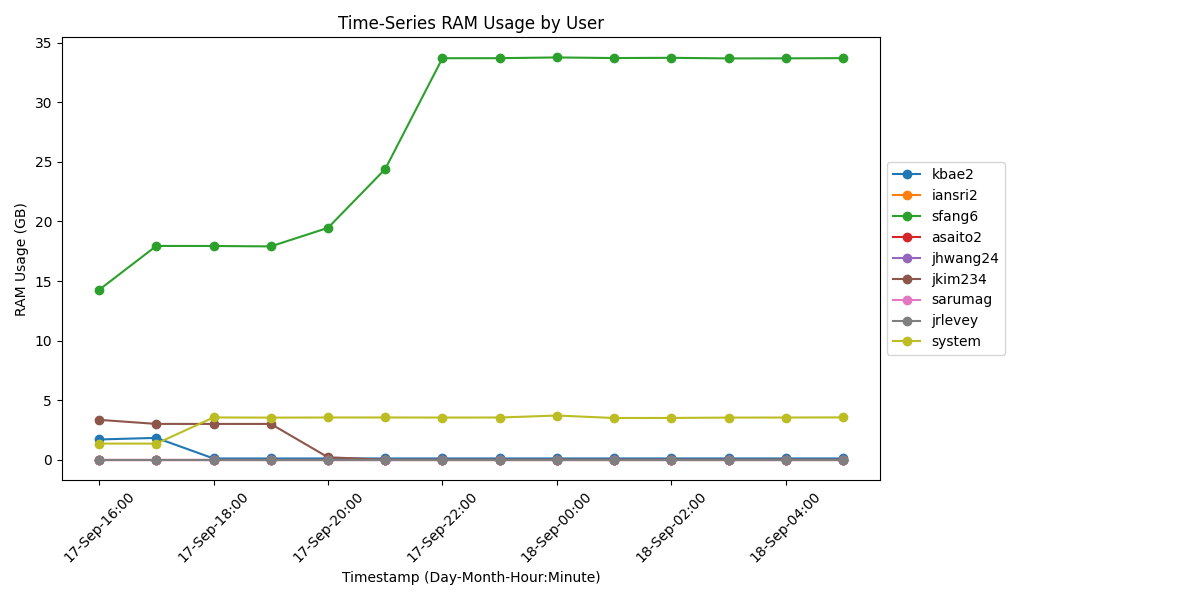 Time-Series RAM Usage by User
RAM Usage (GB)
35
30
25
20
15
10
5
0
17-Sep-16:00
17-Sep-18:00
17-Sep-20:00
17-Sep-22:00
18-Sep-00:00
18-Sep-02:00
18-Sep-04:00
Timestamp (Day-Month-Hour:Minute)
kbae2
iansri2
sfang6
asaito2
jhwang24
jkim234
sarumag
jrlevey
system